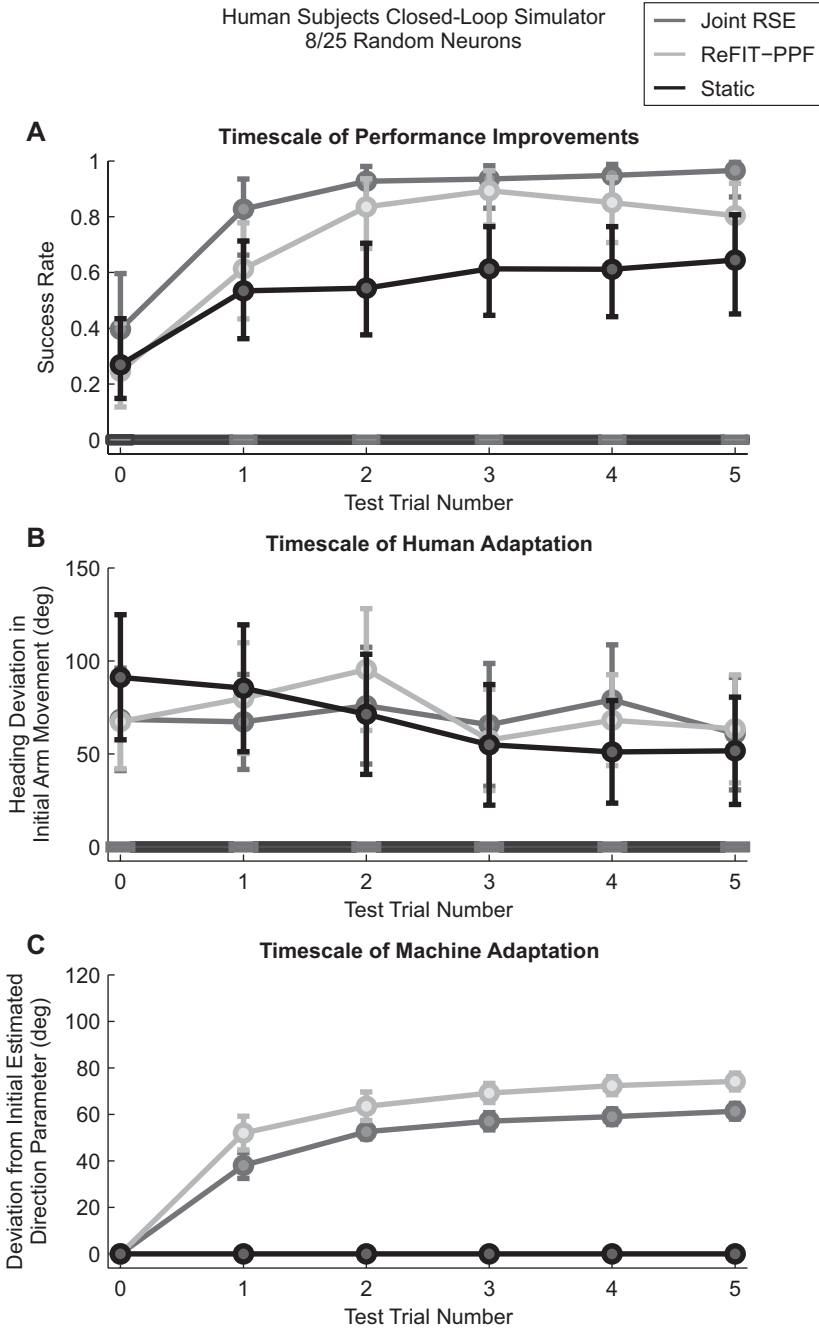 Human Subjects Closed-Loop Simulator
8/25 Random Neurons
Joint RSE
ReFIT−PPF
Static
A
Timescale of Performance Improvements
1
0.8
0.6
0.4
0.2
0
Success Rate
0 1 2 3 4 5
Test Trial Number
B
Timescale of Human Adaptation
150
100
50
0
Heading Deviation in
Initial Arm Movement (deg)
0 1 2 3 4 5
Test Trial Number
C
Timescale of Machine Adaptation
120
100
80
60
40
20
0
Deviation from Initial Estimated
Direction Parameter (deg)
0 1 2 3 4 5
Test Trial Number